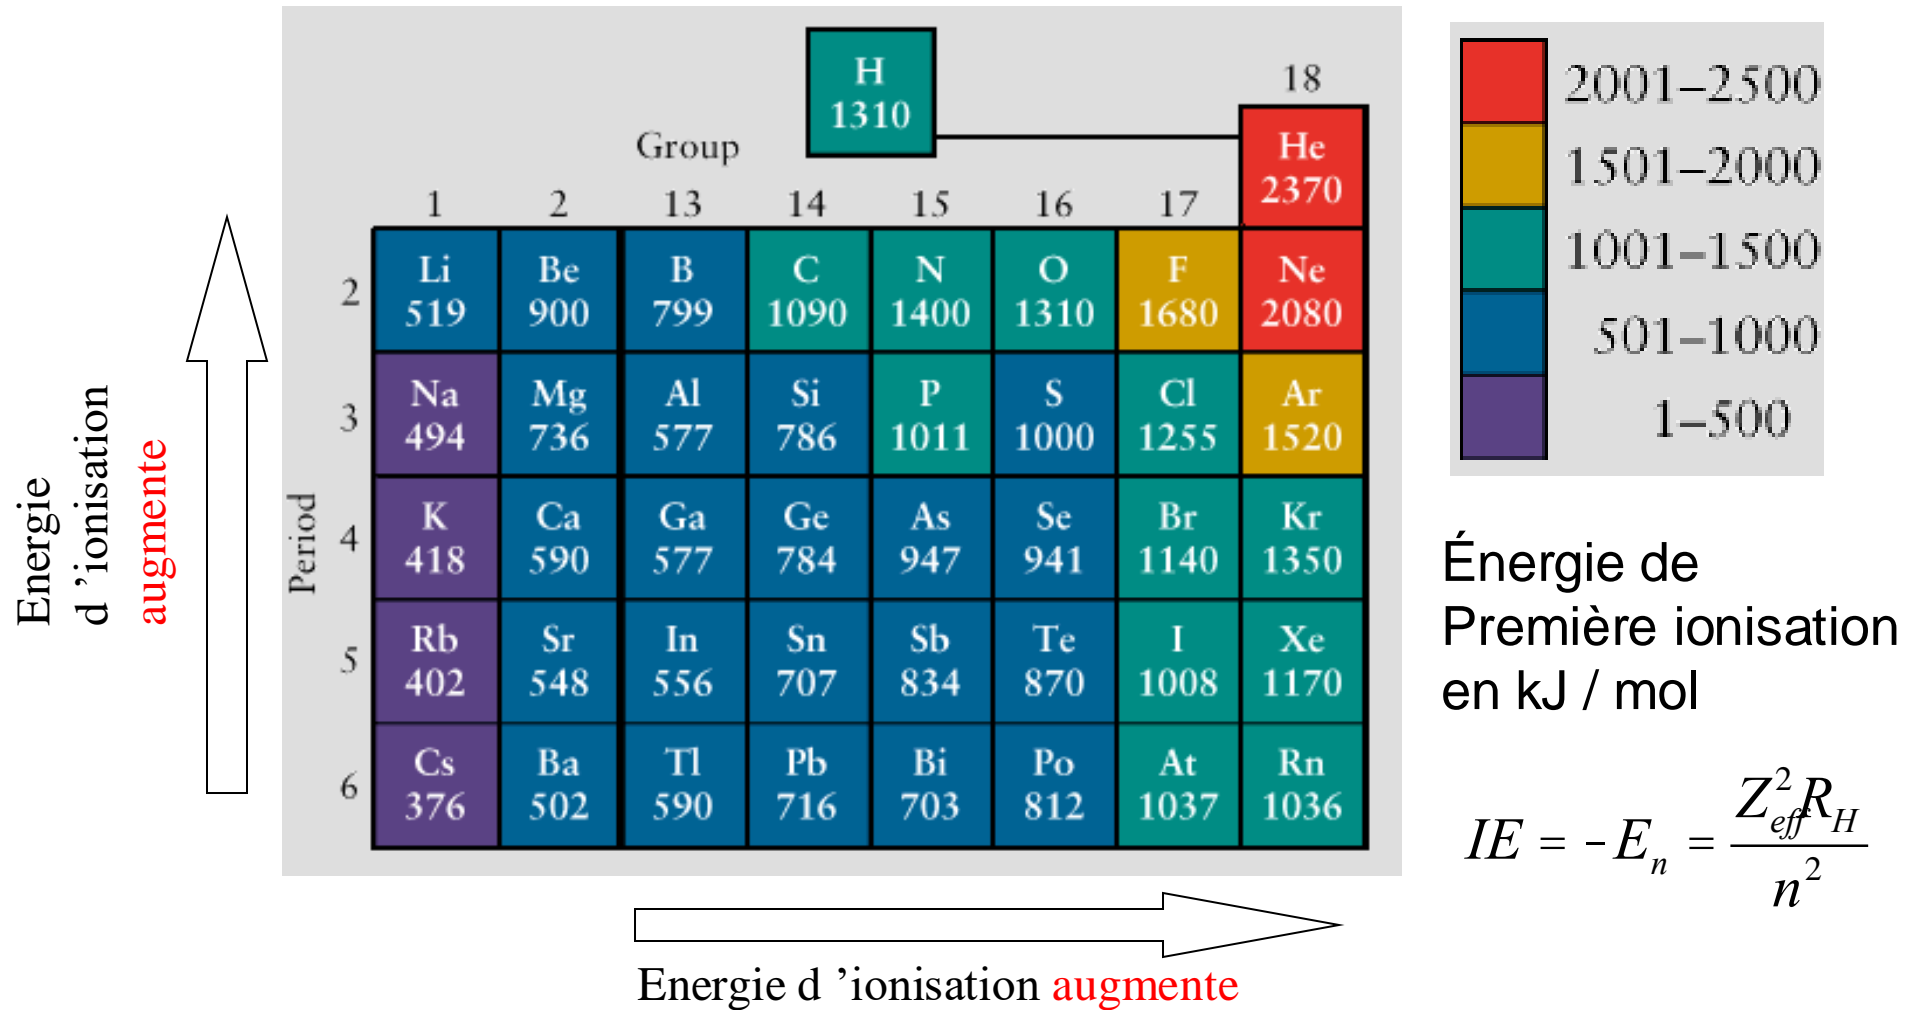 H
1310
18
2001–2500
Group
He
2370
1501–2000
1 2 13 14 15 16 17
1001–1500
2
Li Be B C N O F Ne
519 900 799 1090 1400 1310 1680 2080
501–1000
3
Na Mg Al Si P S Cl Ar
494 736 577 786 1011 1000 1255 1520
1–500
Period
4
K Ca Ga Ge As Se Br Kr
418 590 577 784 947 941 1140 1350
5
Rb Sr In Sn Sb Te I Xe
402 548 556 707 834 870 1008 1170
6
Cs Ba Tl Pb Bi Po At Rn
376 502 590 716 703 812 1037 1036
Energie
d ’ionisation
augmente
Énergie de
Première ionisation
en kJ / mol
IE = −E_n = Z_eff^2 R_H / n^2
Energie d ’ionisation augmente